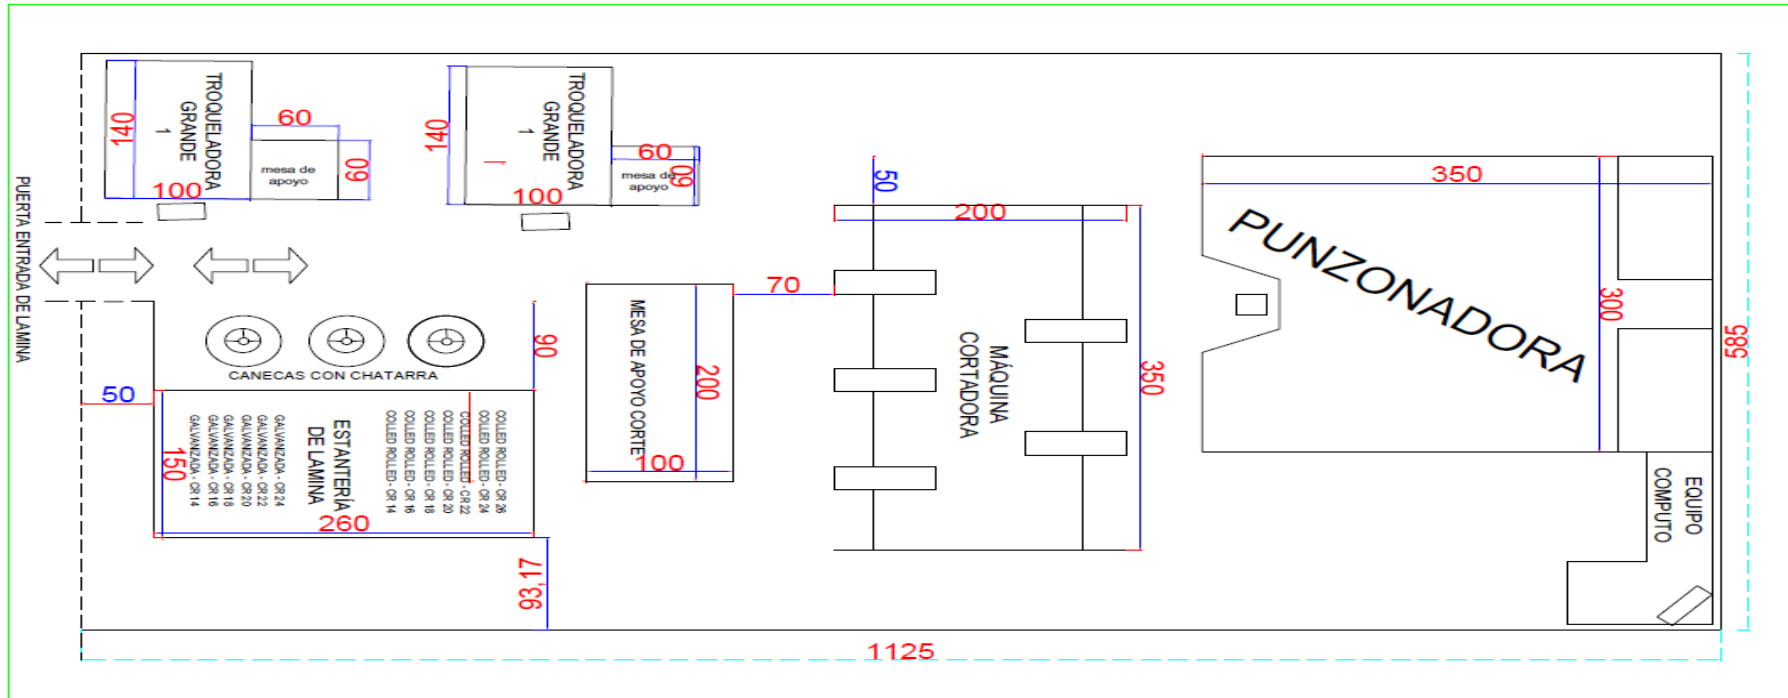 TROQUELADORA
GRANDE
1
140
100
60
60
mesa de
apoyo
TROQUELADORA
GRANDE
1
140
100
60
60
mesa de
apoyo
PUERTA ENTRADA DE LAMINA
CANECAS CON CHATARRA
90
50
ESTANTERÍA
DE LAMINA
COLLED ROLLED - CR 26
COLLED ROLLED - CR 24
COLLED ROLLED - CR 22
COLLED ROLLED - CR 20
COLLED ROLLED - CR 18
COLLED ROLLED - CR 16
COLLED ROLLED - CR 14
GALVANIZADA - CR 24
GALVANIZADA - CR 22
GALVANIZADA - CR 20
GALVANIZADA - CR 18
GALVANIZADA - CR 16
GALVANIZADA - CR 14
150
260
93,17
MESA DE APOYO CORTE
200
100
70
50
200
MÁQUINA
CORTADORA
350
350
PUNZONADORA
300
EQUIPO
COMPUTO
585
1125